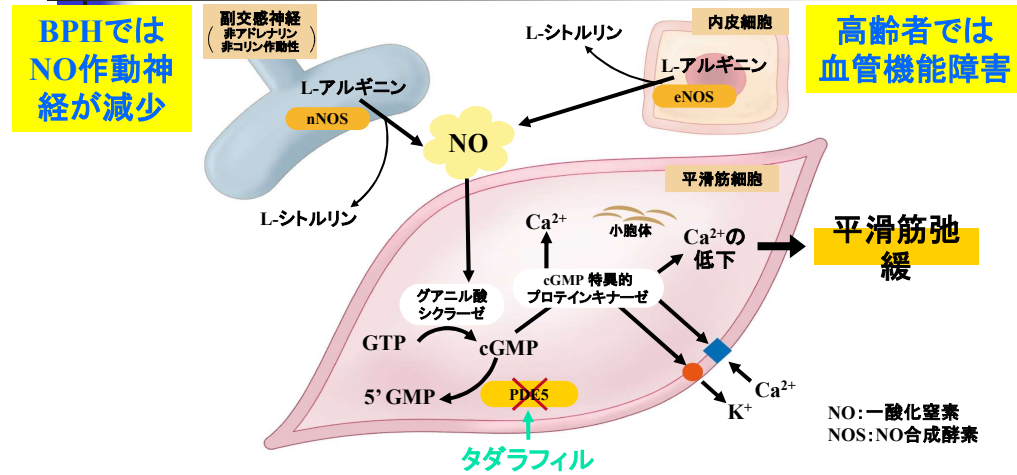 BPHでは
NO作動神
経が減少
副交感神経
(非アドレナリン
非コリン作動性)
L-アルギニン
nNOS
L-シトルリン
NO
L-シトルリン
内皮細胞
L-アルギニン
eNOS
高齢者では
血管機能障害
平滑筋細胞
Ca²⁺
小胞体
Ca²⁺の
低下
平滑筋弛
緩
cGMP 特異的
プロテインキナーゼ
グアニル酸
シクラーゼ
GTP
cGMP
5’ GMP
PDE5
タダラフィル
K⁺
Ca²⁺
NO：一酸化窒素
NOS：NO合成酵素